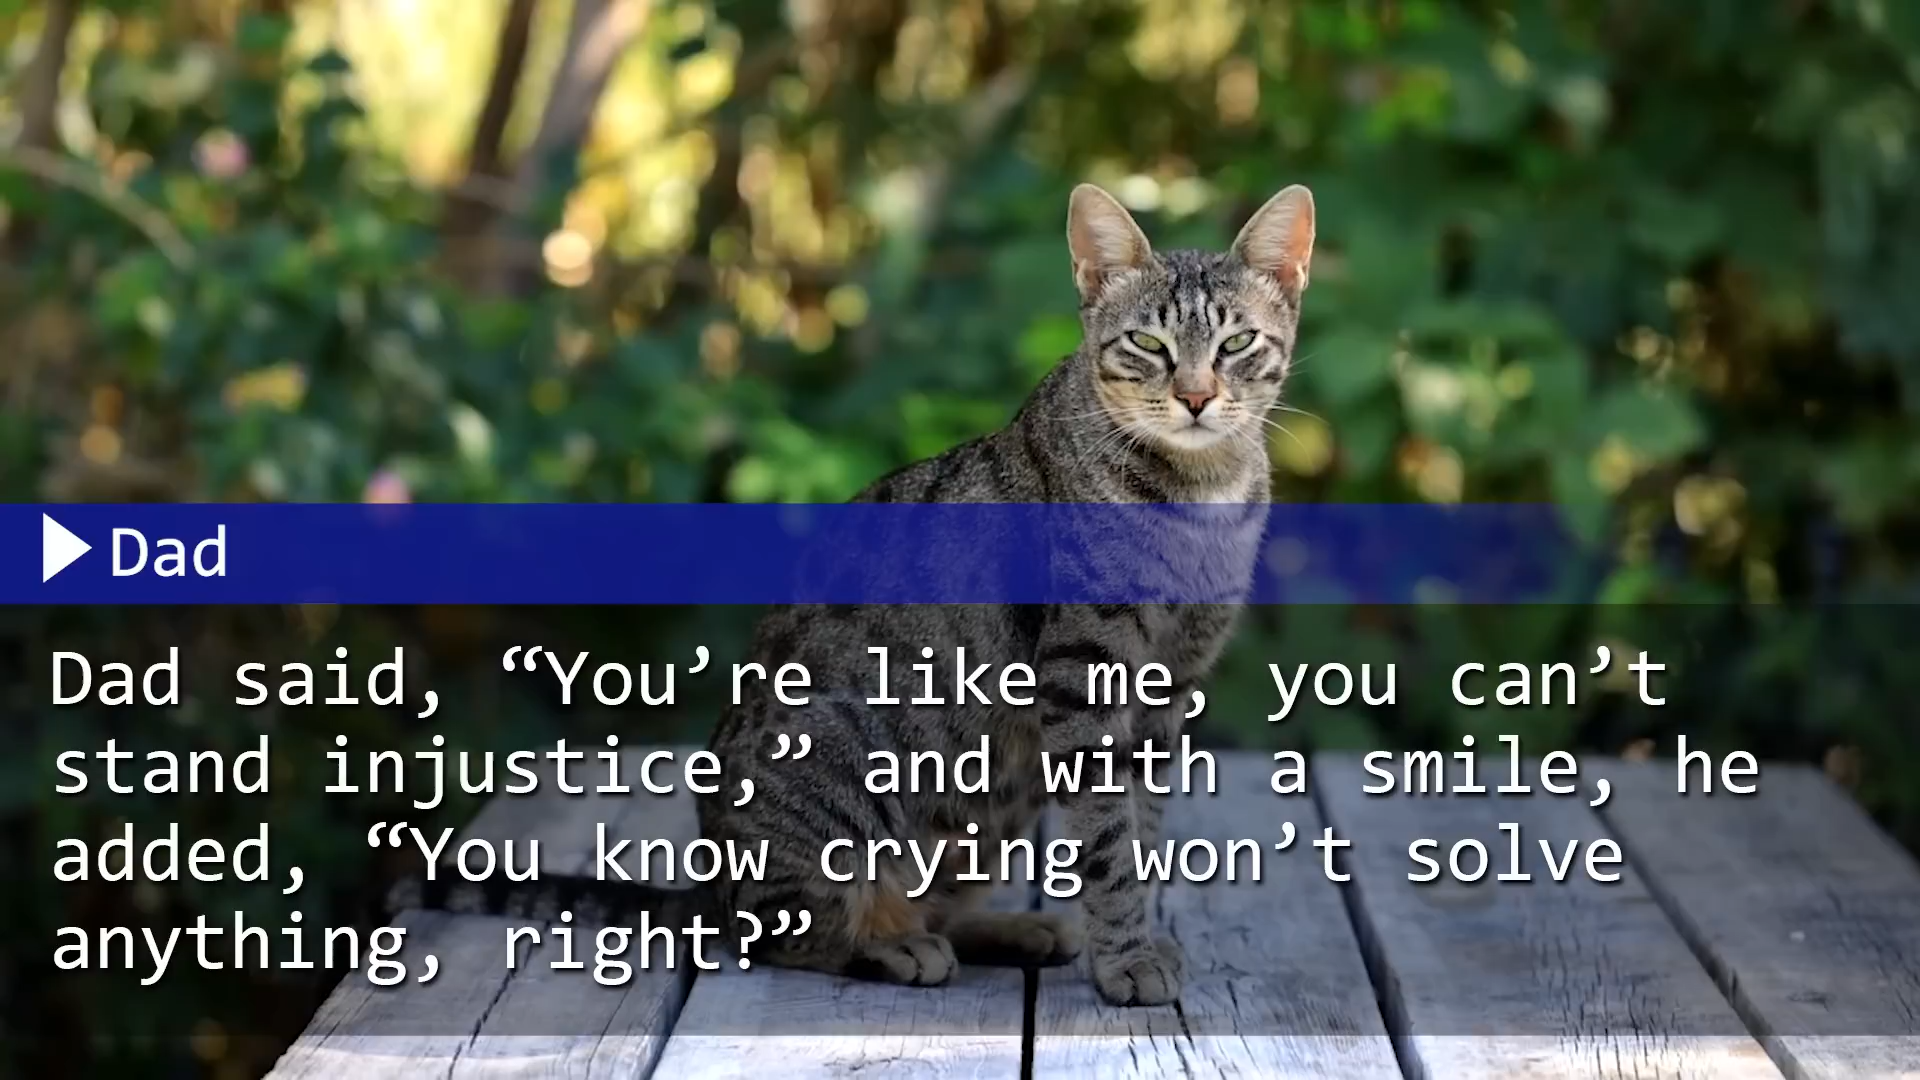 Dad
Dad said, “You’re like me, you can’t
stand injustice,” and with a smile, he
added, “You know crying won’t solve
anything, right?”